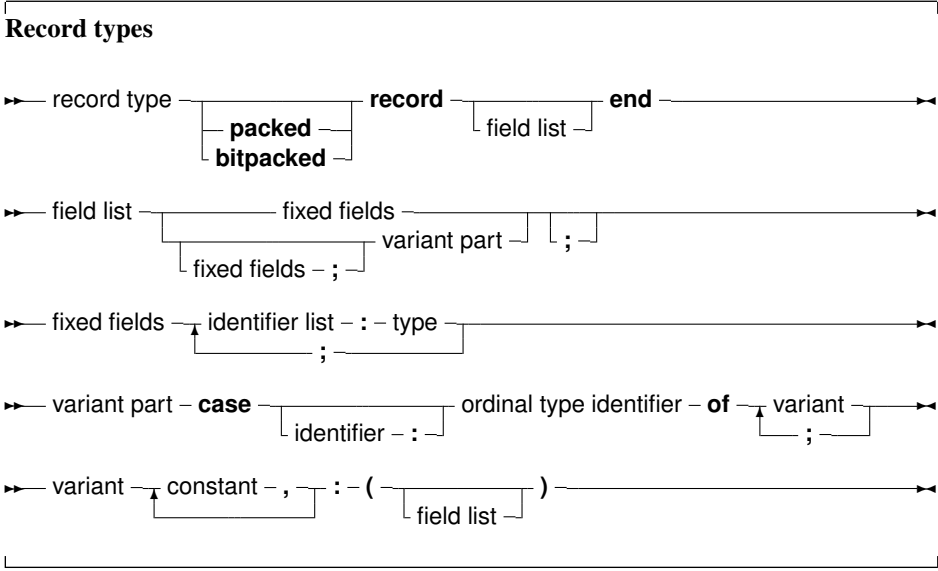 Record types
record type record end
packed field list
bitpacked
field list fixed fields
variant part ;
fixed fields ;
fixed fields identifier list : type
;
variant part case ordinal type identifier of variant
identifier : ;
variant constant , : ( )
field list